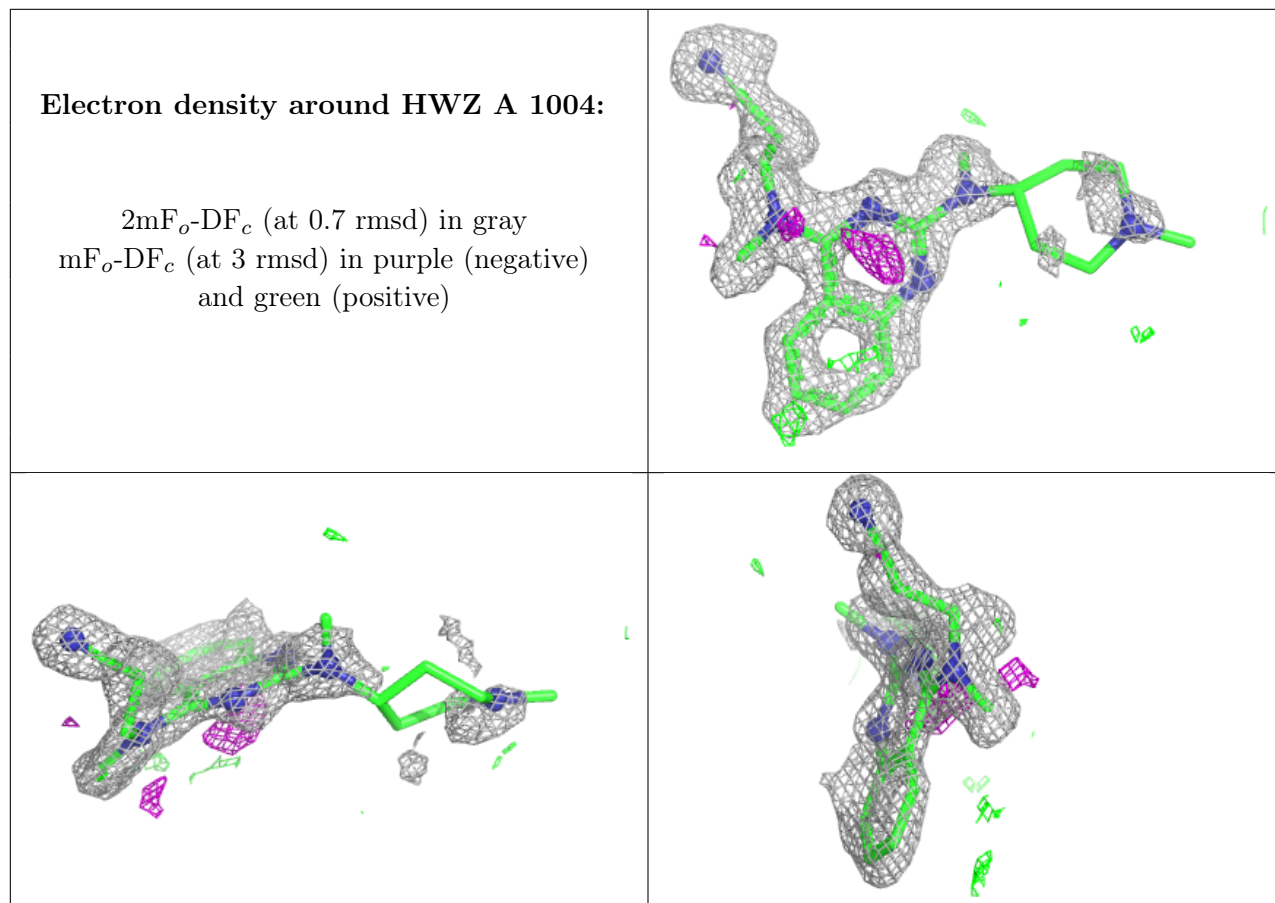 Electron density around HWZ A 1004:
2mFo-DFc (at 0.7 rmsd) in gray
mFo-DFc (at 3 rmsd) in purple (negative)
and green (positive)